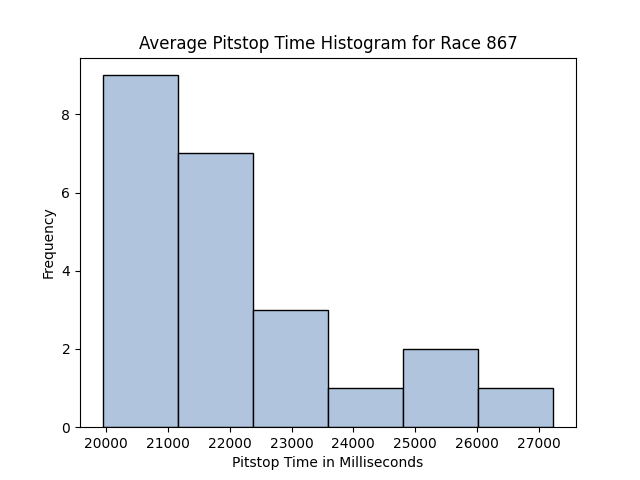 Average Pitstop Time Histogram for Race 867
8
6
4
2
0
Frequency
20000 21000 22000 23000 24000 25000 26000 27000
Pitstop Time in Milliseconds